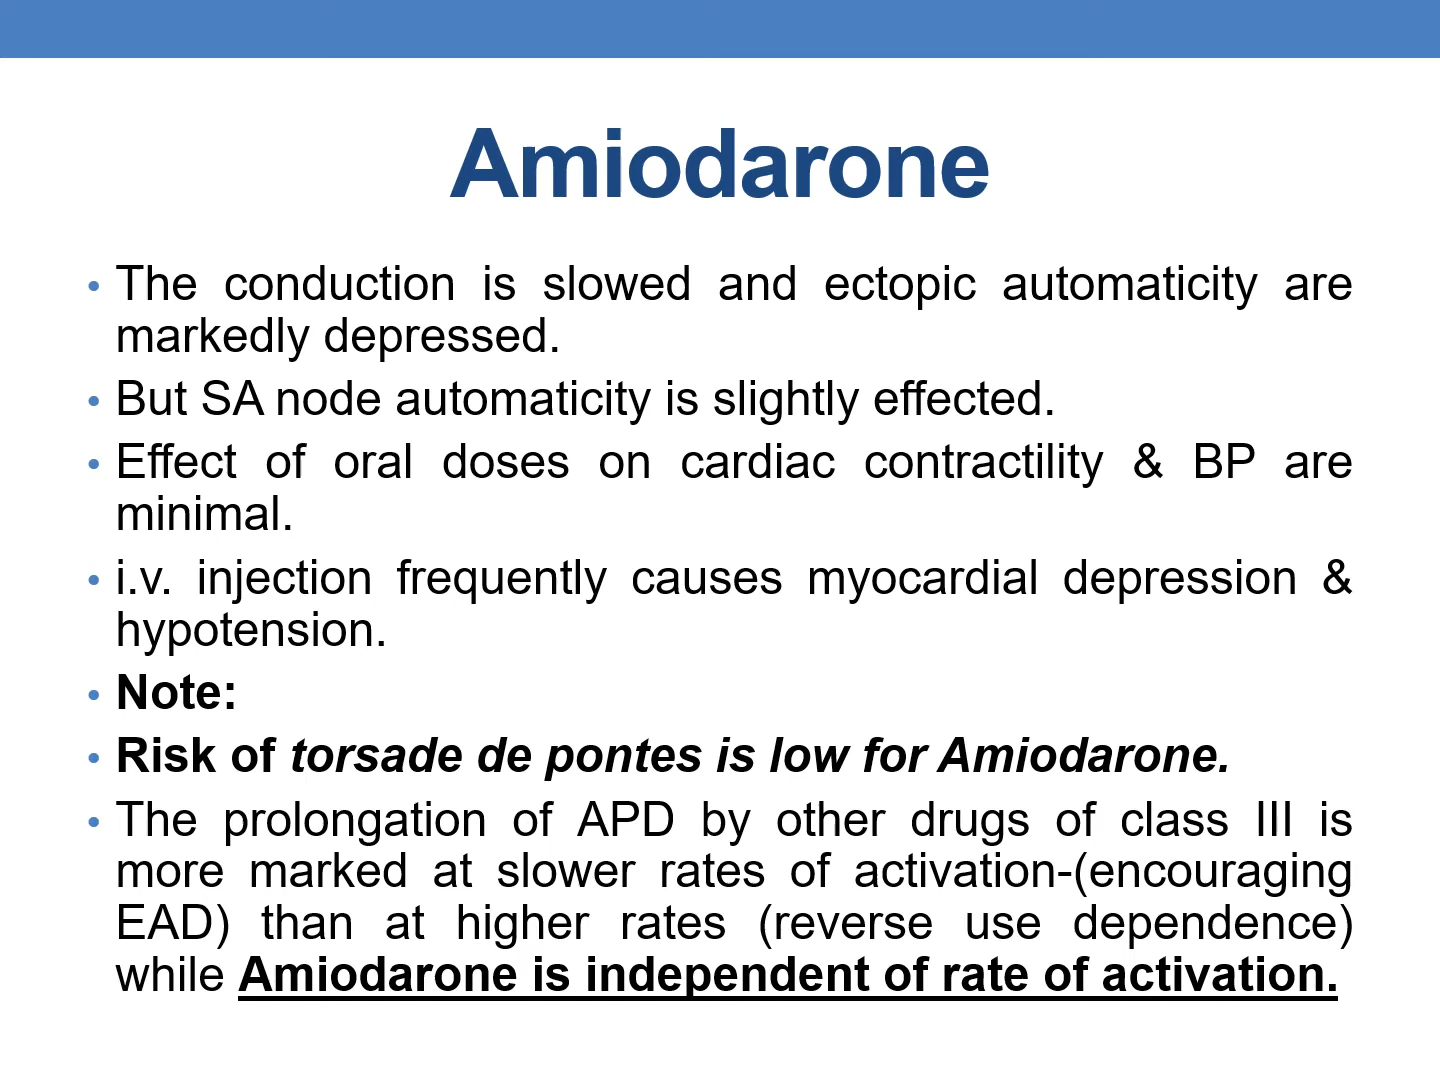 Amiodarone
• The conduction is slowed and ectopic automaticity are
markedly depressed.
• But SA node automaticity is slightly effected.
• Effect of oral doses on cardiac contractility & BP are
minimal.
• i.v. injection frequently causes myocardial depression &
hypotension.
• Note:
• Risk of torsade de pontes is low for Amiodarone.
• The prolongation of APD by other drugs of class III is
more marked at slower rates of activation-(encouraging
EAD) than at higher rates (reverse use dependence)
while Amiodarone is independent of rate of activation.